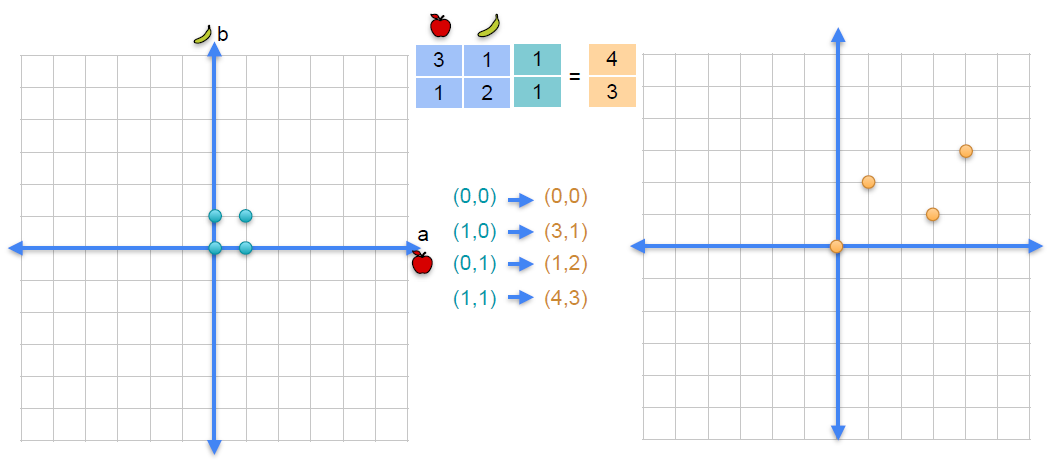 b
3 1 1 = 4
1 2 1 3
(0,0) (0,0)
(1,0) (3,1)
a
(0,1) (1,2)
(1,1) (4,3)